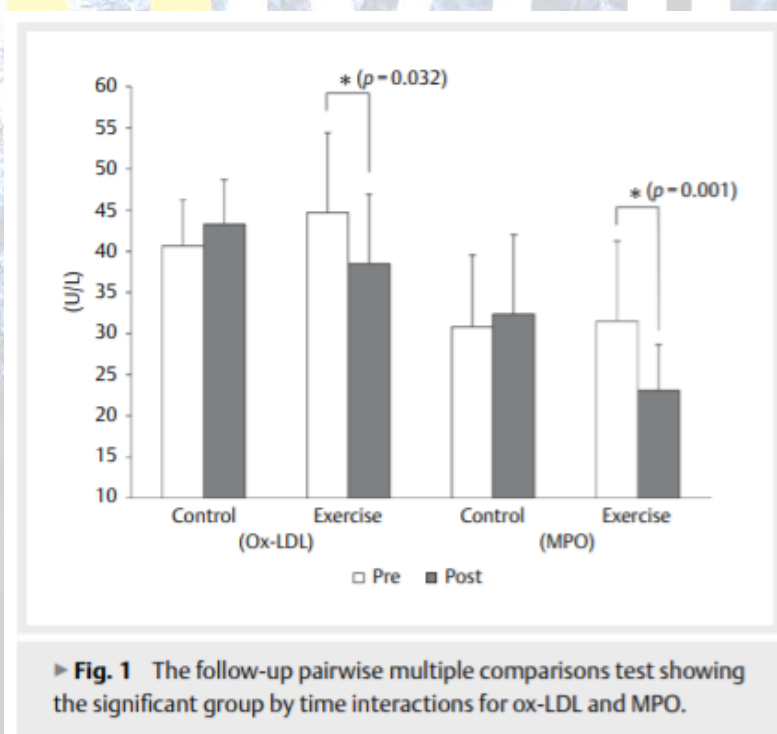 60
55
50
45
40
35
30
25
20
15
10
(U/L)
* (p = 0.032)
* (p = 0.001)
Control Exercise Control Exercise
(Ox-LDL) (MPO)
□ Pre ■ Post
► Fig. 1 The follow-up pairwise multiple comparisons test showing
the significant group by time interactions for ox-LDL and MPO.